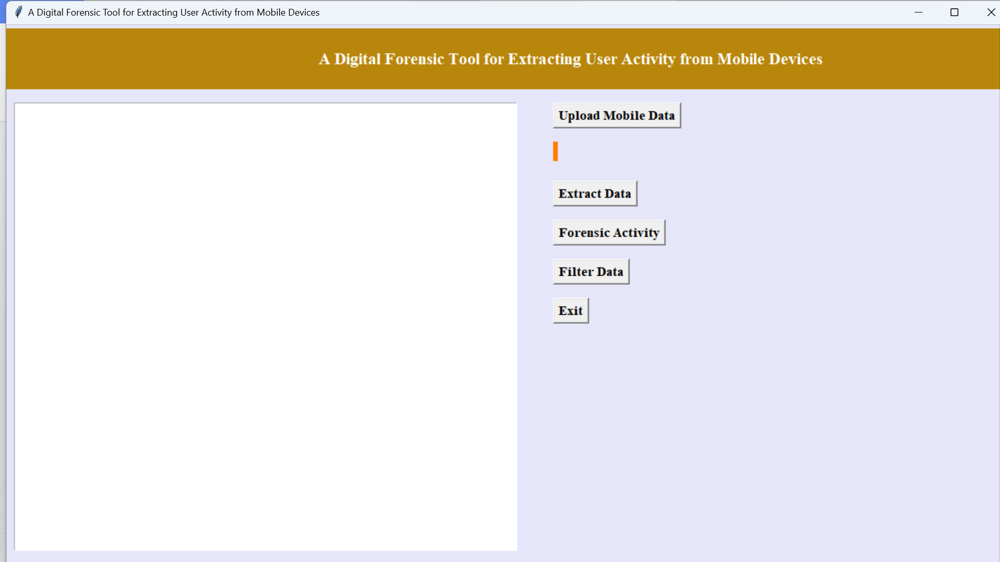 A Digital Forensic Tool for Extracting User Activity from Mobile Devices
A Digital Forensic Tool for Extracting User Activity from Mobile Devices
Upload Mobile Data
Extract Data
Forensic Activity
Filter Data
Exit